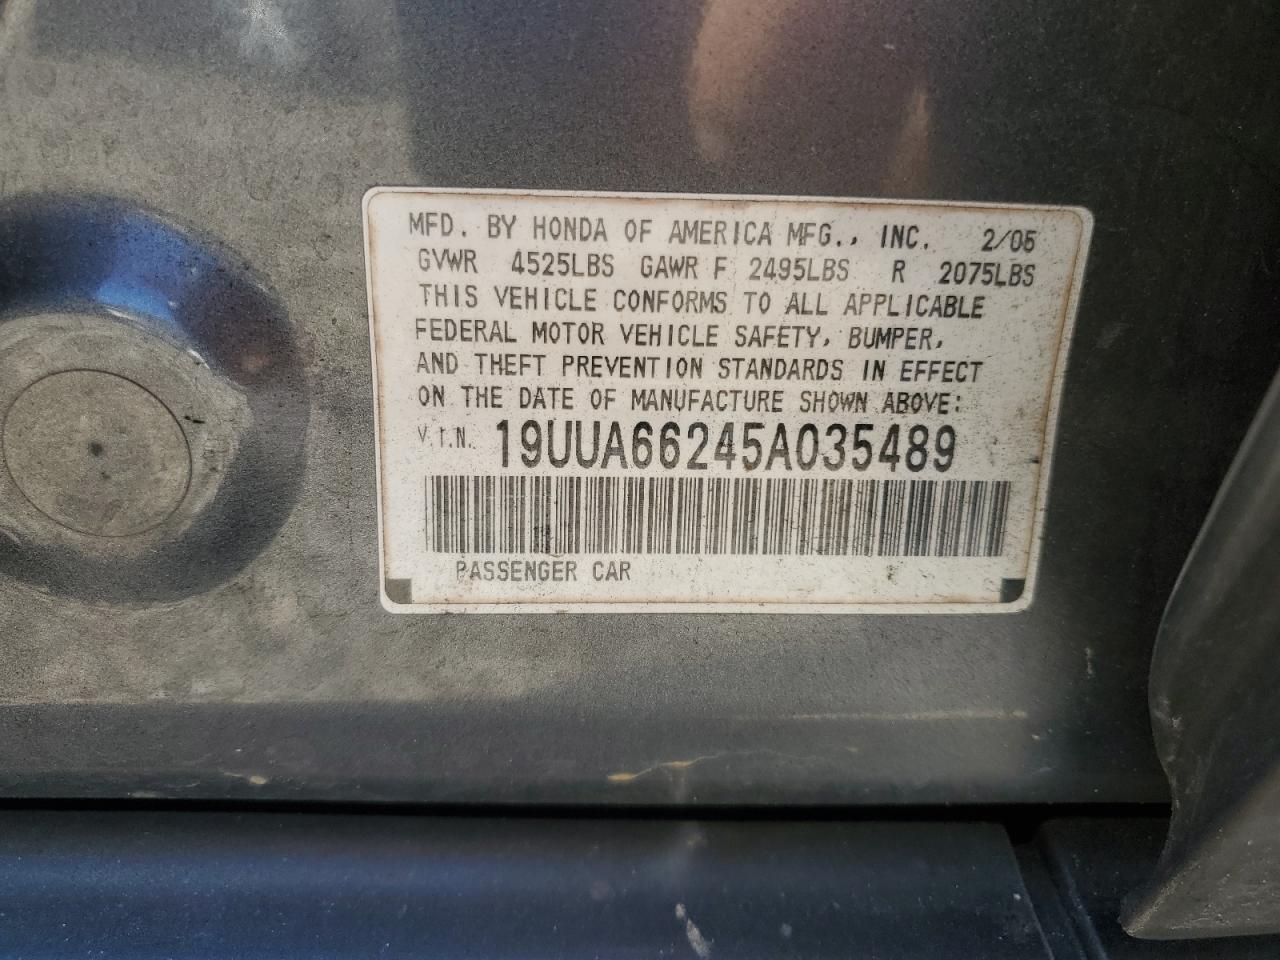 MFD. BY HONDA OF AMERICA MFG., INC. 2/05
GVWR 4525LBS GAWR F 2495LBS R 2075LBS
THIS VEHICLE CONFORMS TO ALL APPLICABLE
FEDERAL MOTOR VEHICLE SAFETY, BUMPER,
AND THEFT PREVENTION STANDARDS IN EFFECT
ON THE DATE OF MANUFACTURE SHOWN ABOVE:
V.I.N. 19UUA66245A035489
PASSENGER CAR